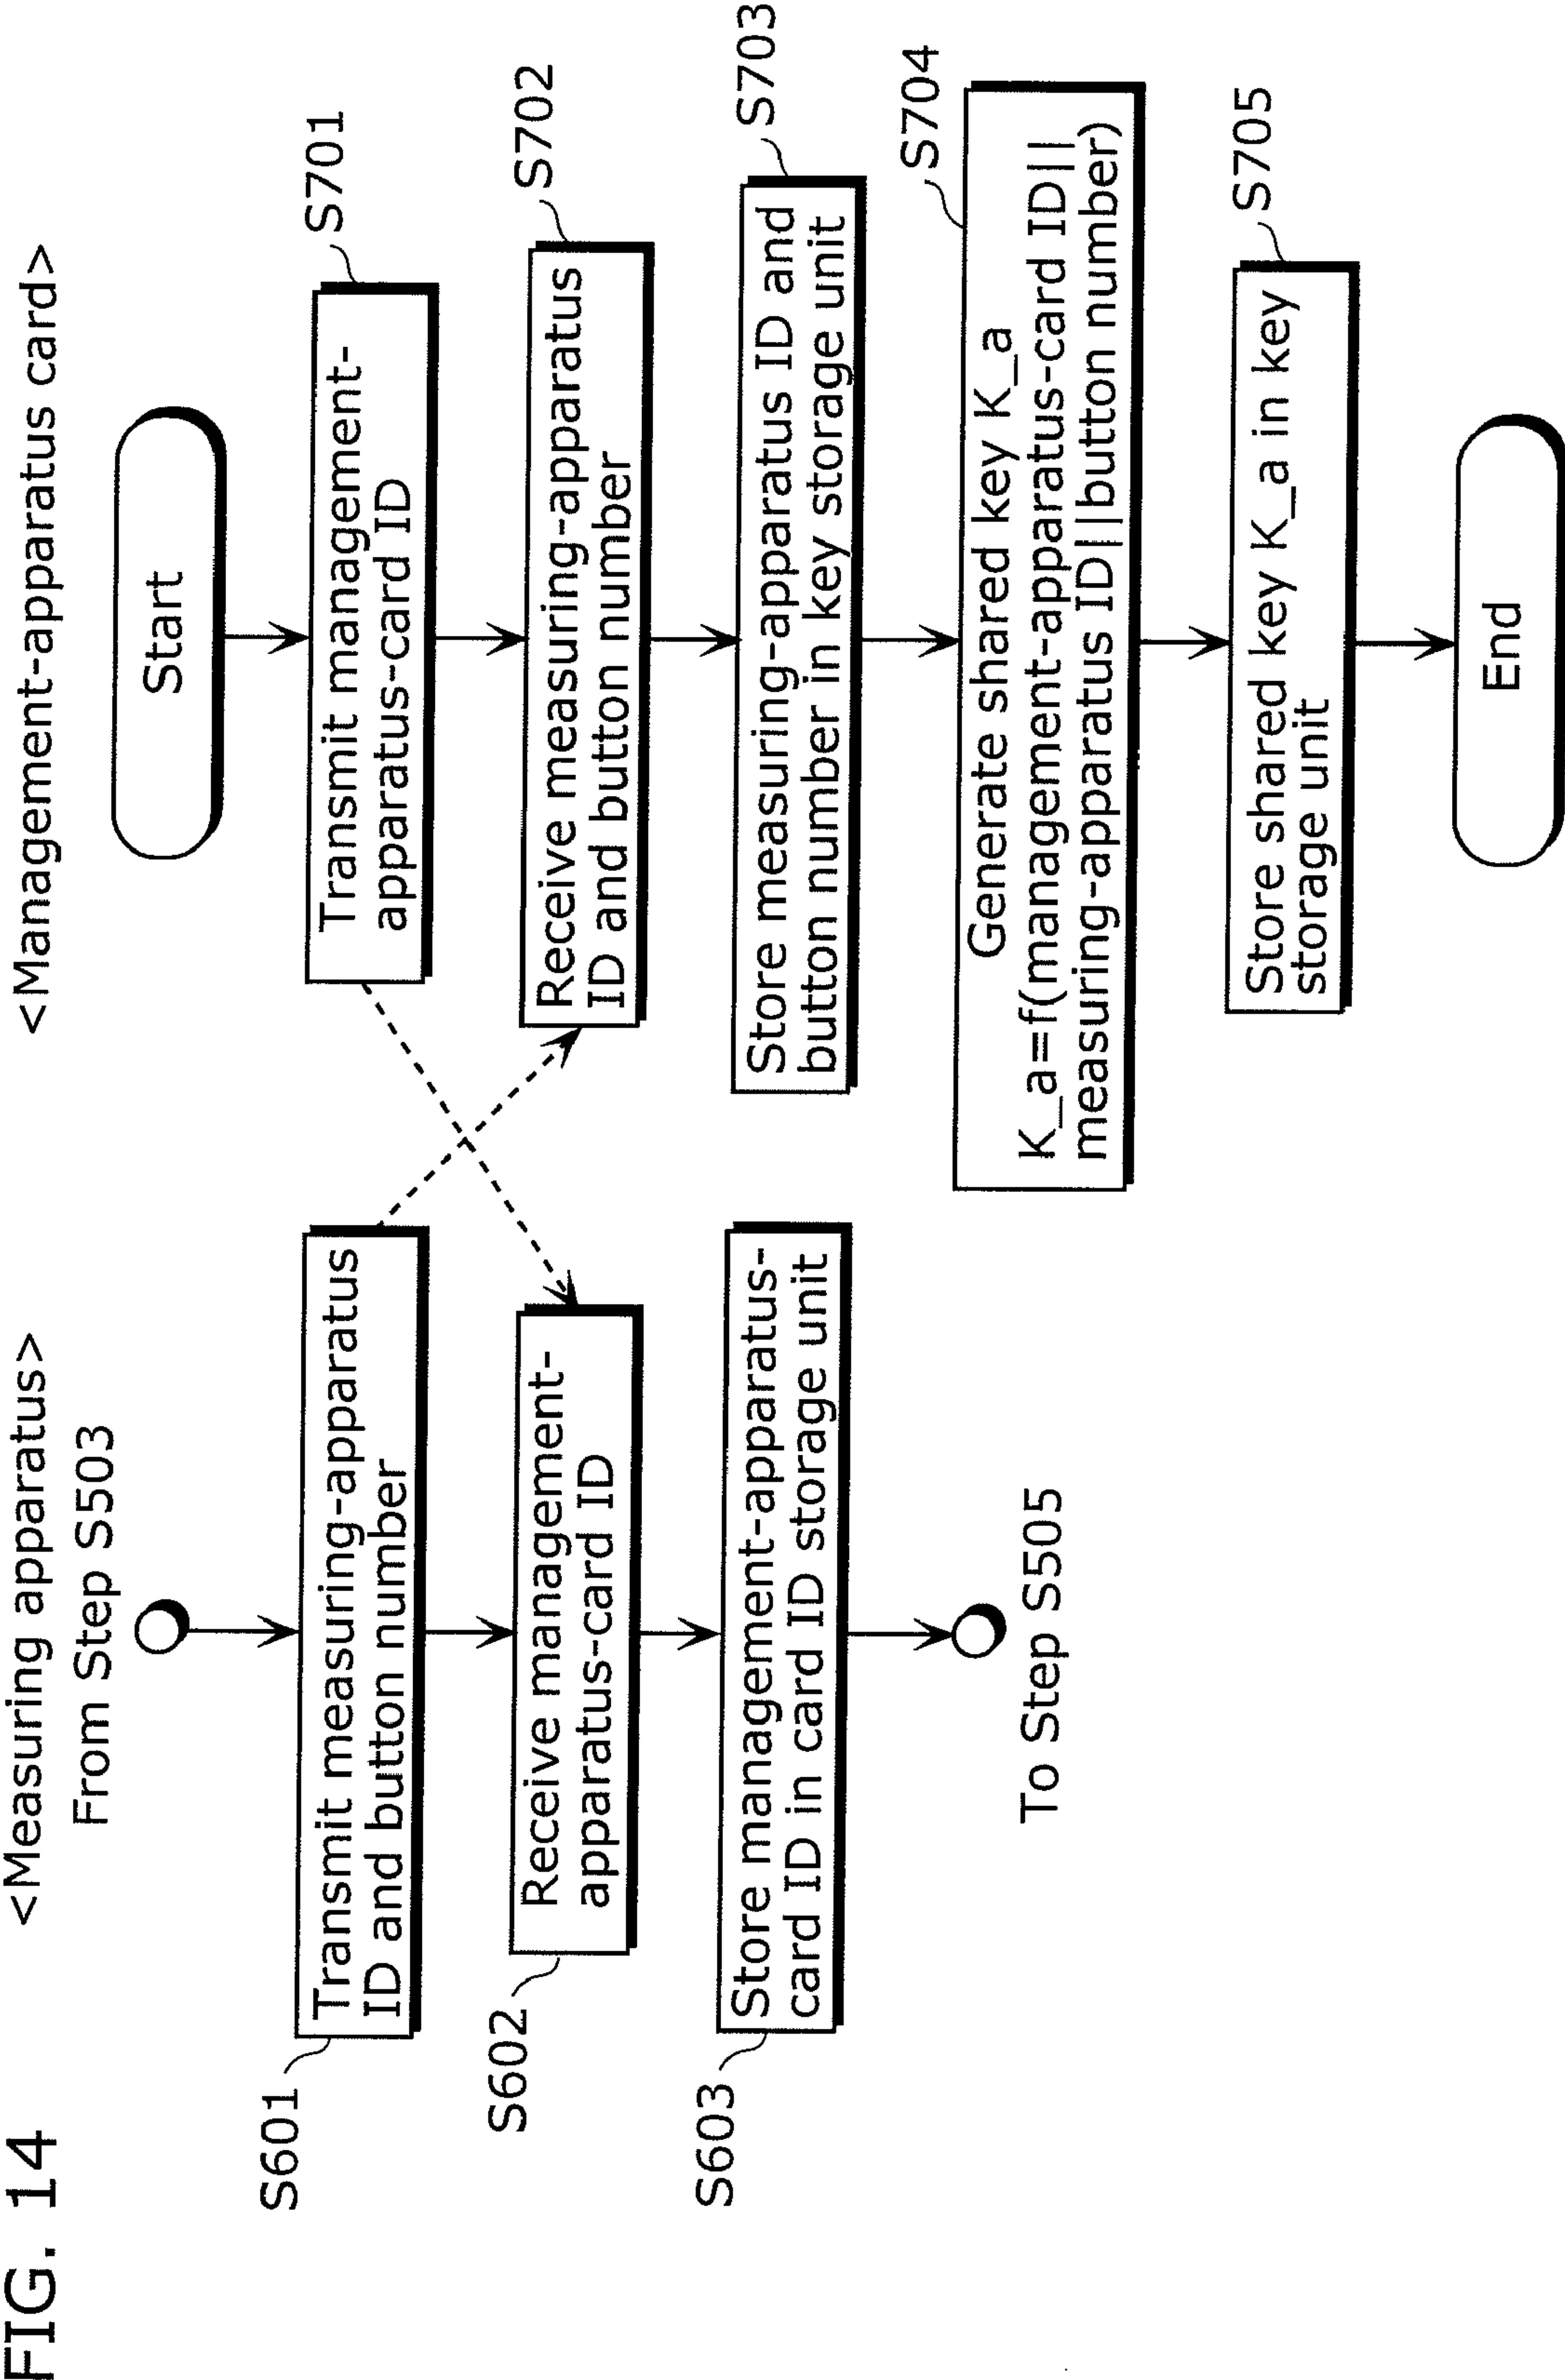 FIG. 14
<Measuring apparatus>
From Step S503
S601
Transmit measuring-apparatus
ID and button number
S602
Receive management-
apparatus-card ID
S603
Store management-apparatus-
card ID in card ID storage unit
To Step S505
<Management-apparatus card>
Start
S701
Transmit management-
apparatus-card ID
S702
Receive measuring-apparatus
ID and button number
S703
Store measuring-apparatus ID and
button number in key storage unit
S704
Generate shared key K_a
K_a=f(management-apparatus-card ID||
measuring-apparatus ID||button number)
S705
Store shared key K_a in key
storage unit
End